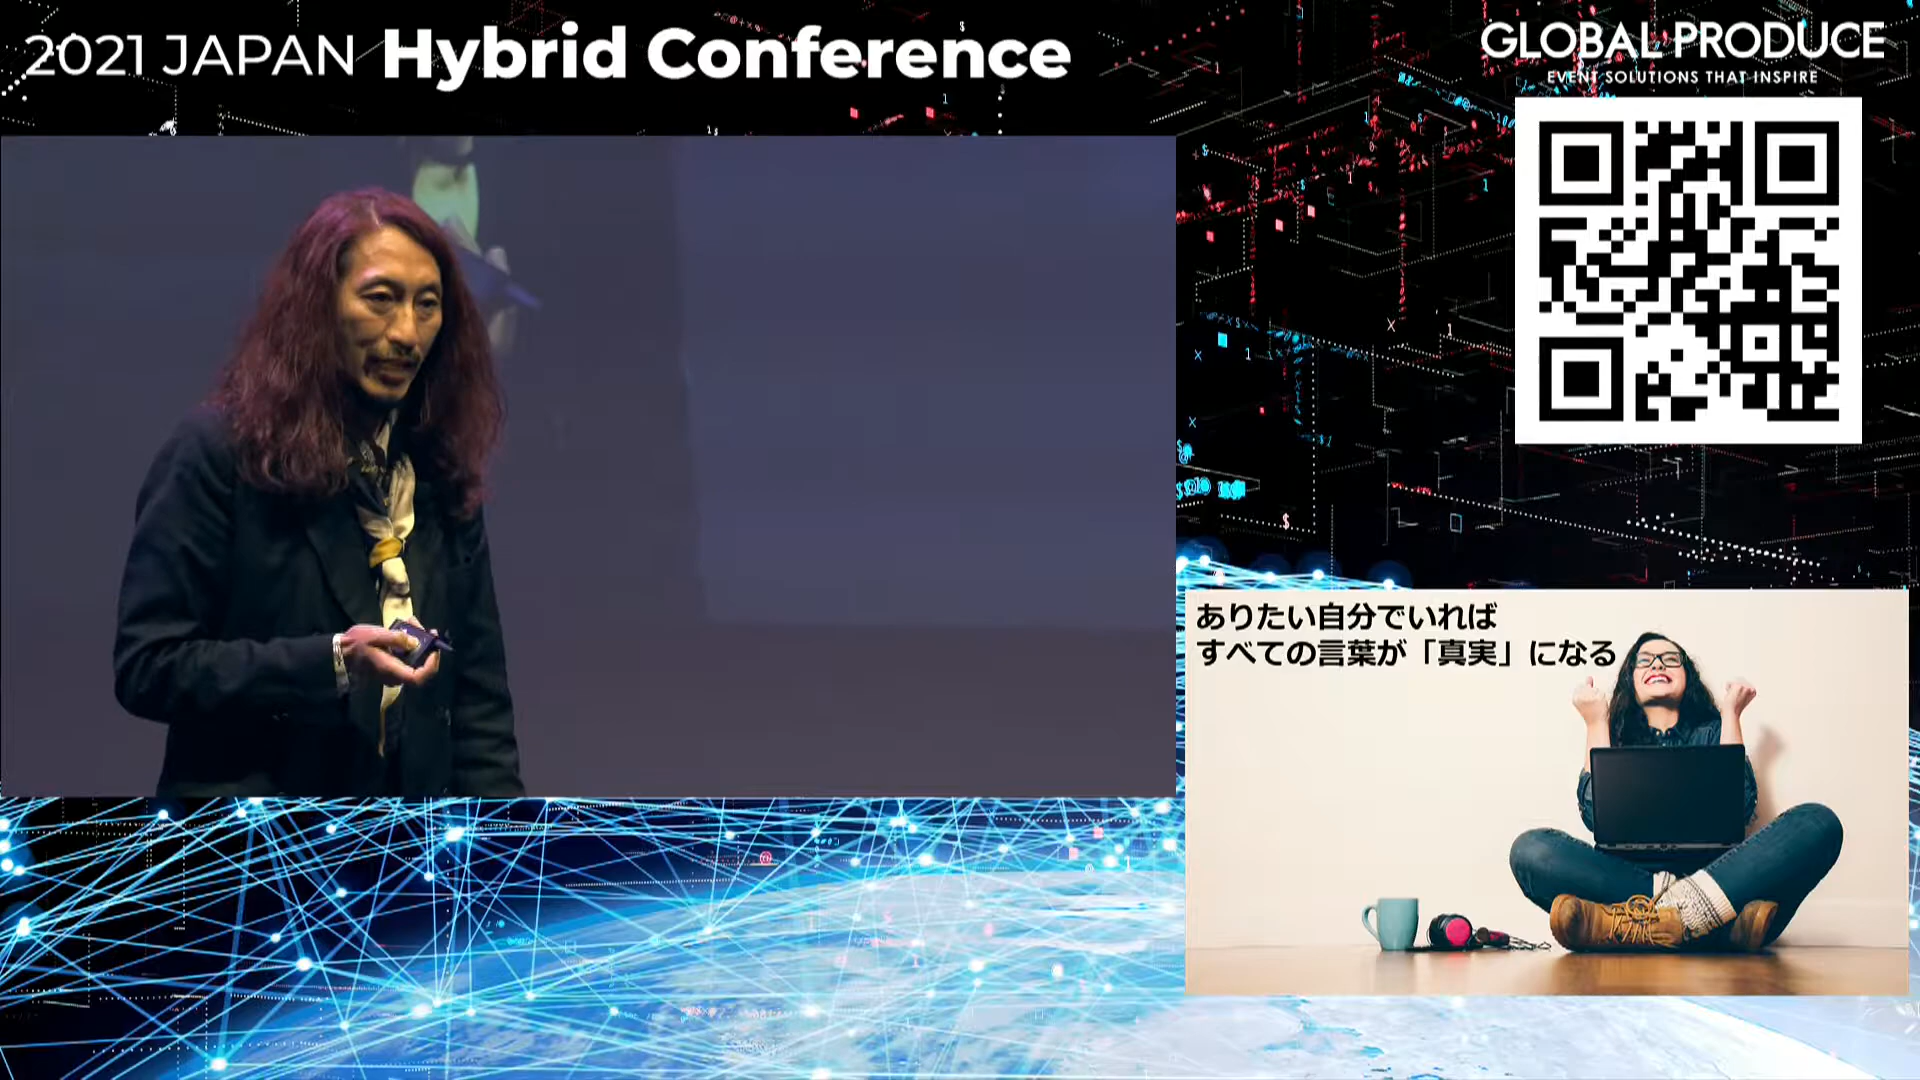 2021 JAPAN Hybrid Conference
GLOBAL PRODUCE
EVENT SOLUTIONS THAT INSPIRE
ありたい自分でいれば
すべての言葉が「真実」になる